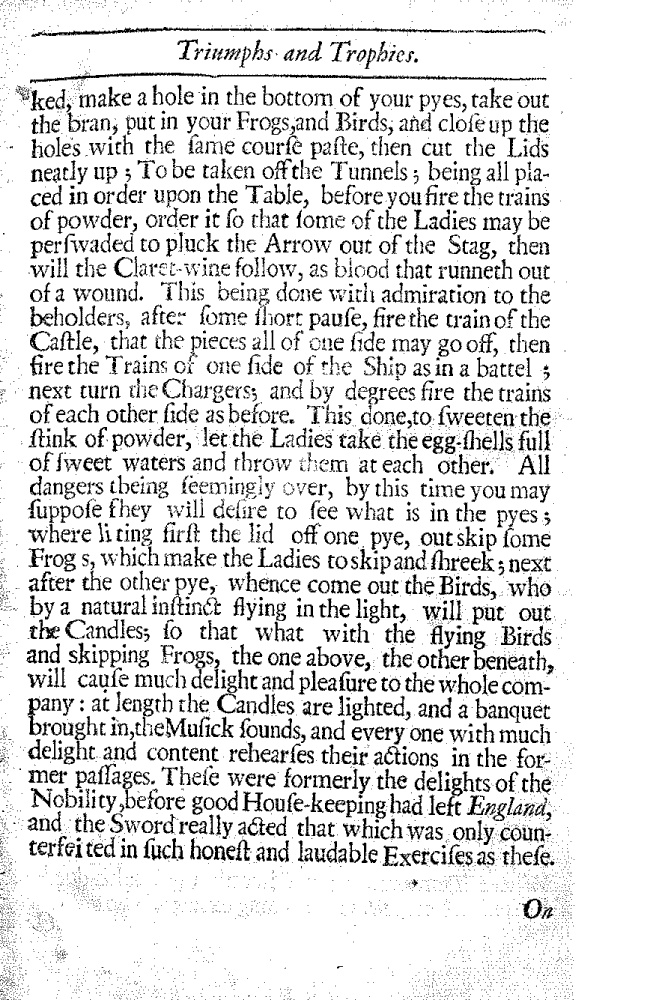 Triumphs and Trophies.
ked, make a hole in the bottom of your pyes, take out
the bran, put in your Frogs,and Birds, and cloſe up the
holes with the ſame courſe paſte, then cut the Lids
neatly up ; To be taken off the Tunnels ; being all pla-
ced in order upon the Table, before you fire the trains
of powder, order it ſo that ſome of the Ladies may be
perſwaded to pluck the Arrow out of the Stag, then
will the Claret-wine follow, as blood that runneth out
of a wound. This being done with admiration to the
beholders, after ſome ſhort pauſe, fire the train of the
Caſtle, that the pieces all of one ſide may go off, then
fire the Trains of one ſide of the Ship as in a battel ;
next turn the Chargers; and by degrees fire the trains
of each other ſide as before. This done,to ſweeten the
ſtink of powder, let the Ladies take the egg-ſhells full
of ſweet waters and throw them at each other. All
dangers tbeing ſeemingly over, by this time you may
ſuppoſe fhey will deſire to ſee what is in the pyes ;
where li ting firſt the lid off one pye, out skip ſome
Frog s, which make the Ladies to skip and ſhreek ; next
after the other pye, whence come out the Birds, who
by a natural inſtinct flying in the light, will put out
the Candles; ſo that what with the flying Birds
and skipping Frogs, the one above, the other beneath,
will cauſe much delight and pleaſure to the whole com-
pany : at length the Candles are lighted, and a banquet
brought in,the Muſick ſounds, and every one with much
delight and content rehearſes their actions in the for-
mer paſſages. Theſe were formerly the delights of the
Nobility,before good Houſe-keeping had left England,
and the Sword really acted that which was only coun-
terfei ted in ſuch honeſt and laudable Exerciſes as theſe.
On